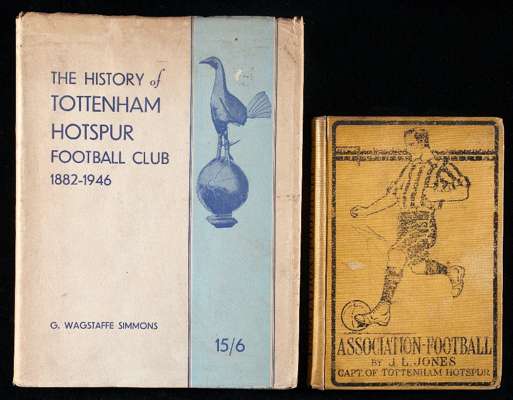 THE HISTORY of
TOTTENHAM
HOTSPUR
FOOTBALL CLUB
1882-1946
G. WAGSTAFFE SIMMONS
15/6
ASSOCIATION-FOOTBALL
BY J.L.JONES
CAPT. OF TOTTENHAM HOTSPUR